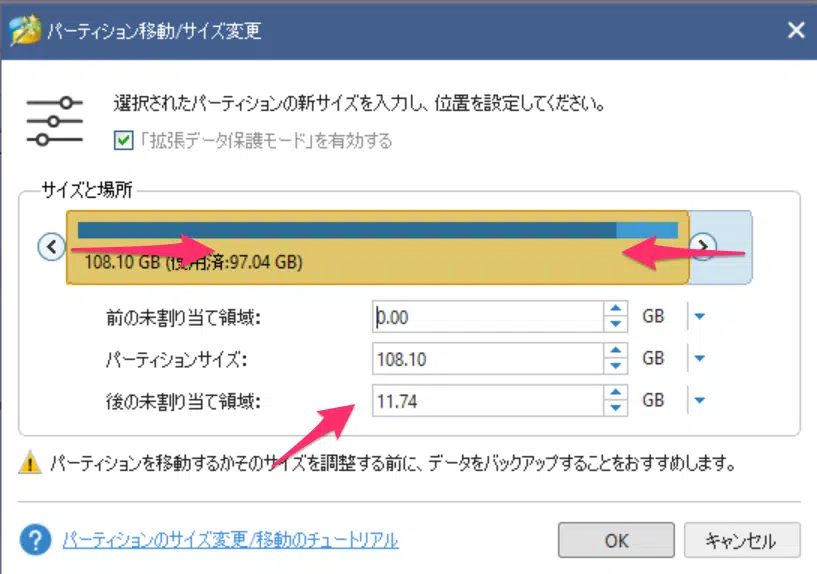 パーティション移動/サイズ変更
選択されたパーティションの新サイズを入力し、位置を設定してください。
「拡張データ保護モード」を有効する
サイズと場所
108.10 GB (使用済:97.04 GB)
前の未割り当て領域: 0.00 GB
パーティションサイズ: 108.10 GB
後の未割り当て領域: 11.74 GB
パーティションを移動するかそのサイズを調整する前に、データをバックアップすることをおすすめします。
パーティションのサイズ変更/移動のチュートリアル
OK キャンセル